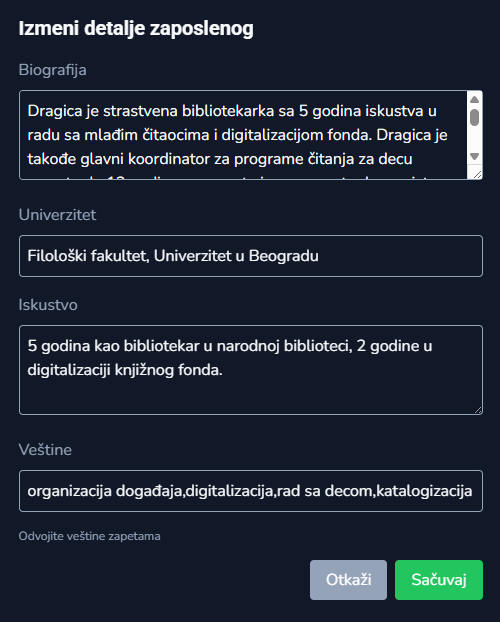 Izmeni detalje zaposlenog
Biografija
Dragica je strastvena bibliotekarka sa 5 godina iskustva u
radu sa mlađim čitaocima i digitalizacijom fonda. Dragica je
takođe glavni koordinator za programe čitanja za decu
Univerzitet
Filološki fakultet, Univerzitet u Beogradu
Iskustvo
5 godina kao bibliotekar u narodnoj biblioteci, 2 godine u
digitalizaciji knjižnog fonda.
Veštine
organizacija događaja,digitalizacija,rad sa decom,katalogizacija
Odvojite veštine zapetama
Otkaži
Sačuvaj